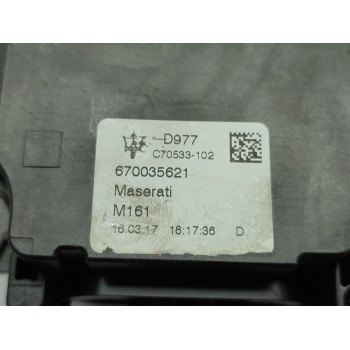 D977
C70533-102
670035621
Maserati
M161
16.03.17 18:17:36 D